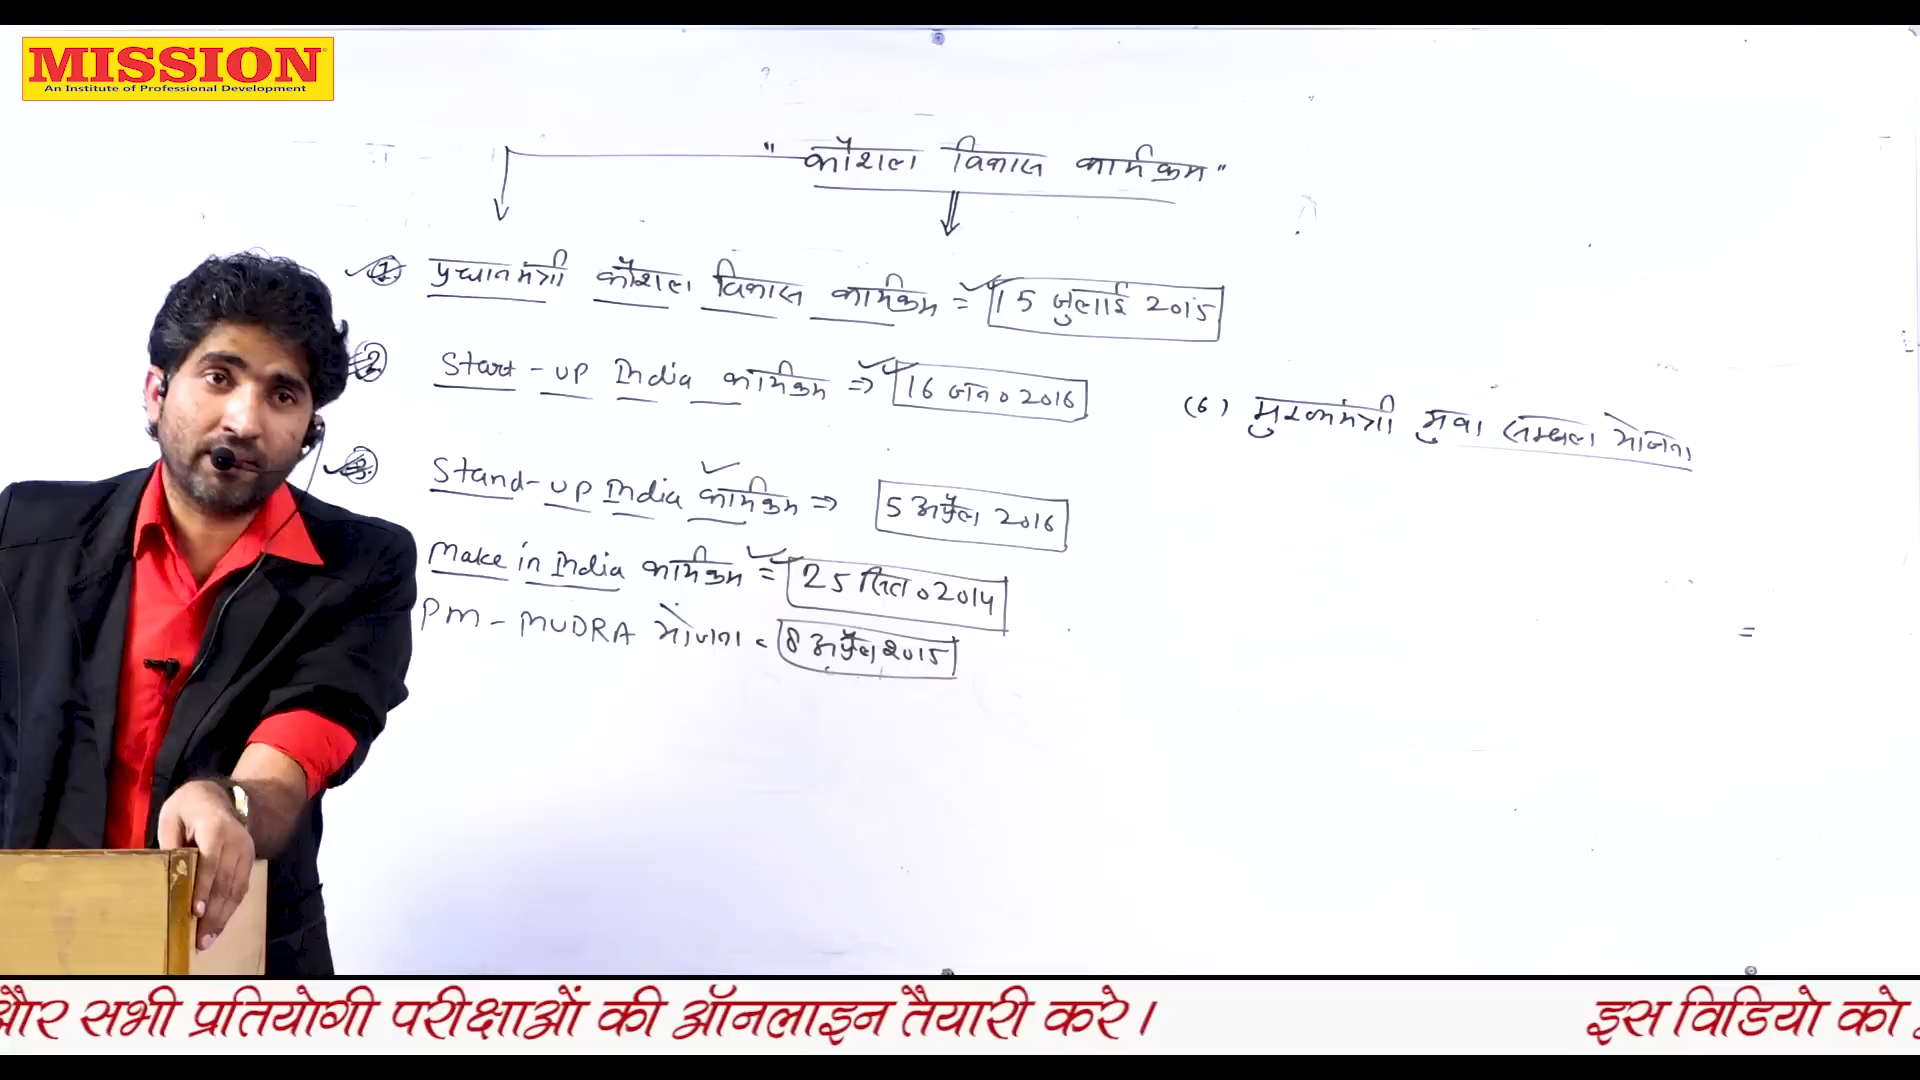 MISSION
An Institute of Professional Development
" कौशल विकास कार्यक्रम "
1. प्रधानमंत्री कौशल विकास कार्यक्रम = 15 जुलाई 2015
2. Start-up India कार्यक्रम ⇒ 16 जन० 2016
3. Stand-up India कार्यक्रम ⇒ 5 अप्रैल 2016
Make in India कार्यक्रम = 25 सित० 2014
PM - MUDRA योजना = 8 अप्रैल 2015
(6) मुख्यमंत्री युवा सम्बल योजना
=
और सभी प्रतियोगी परीक्षाओं की ऑनलाइन तैयारी करे।
इस विडियो को